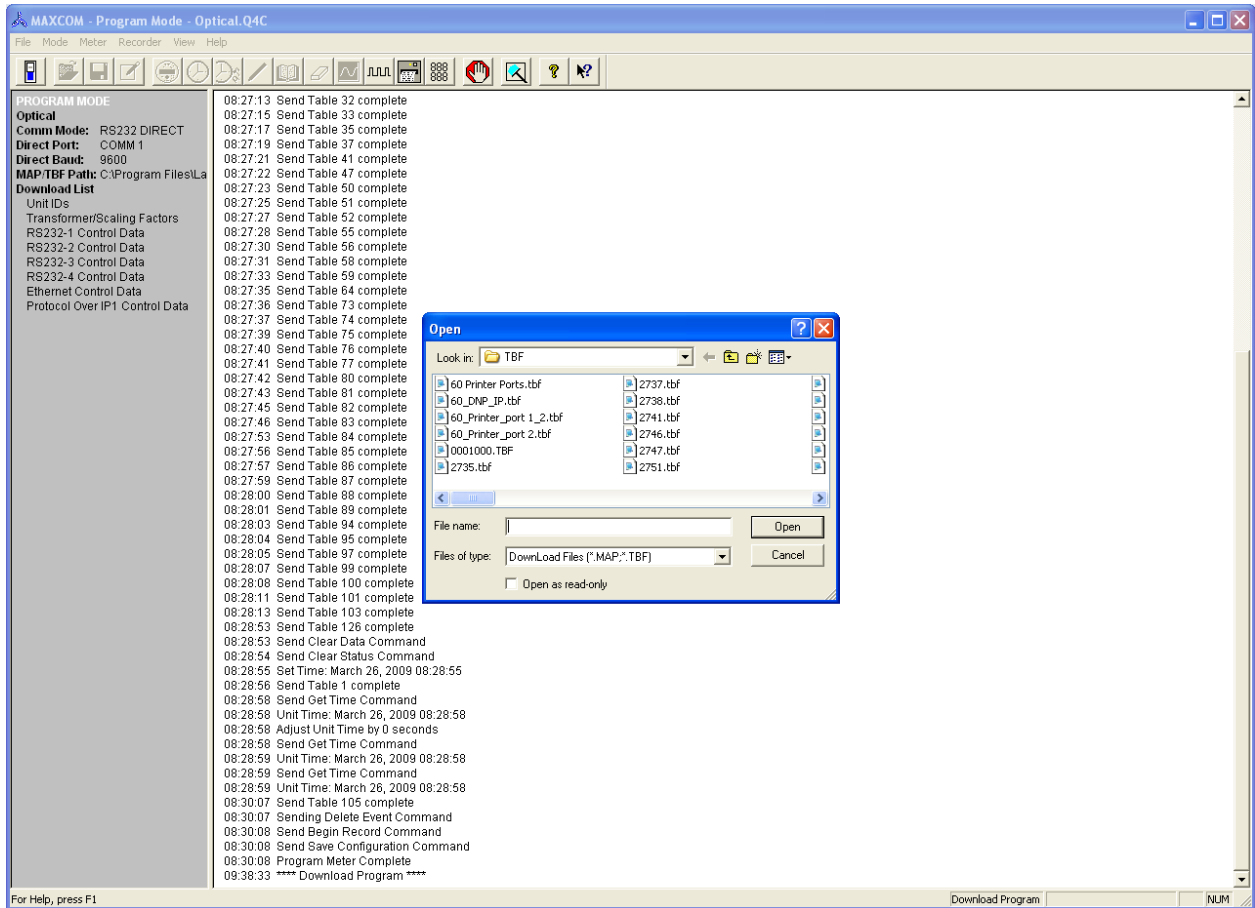 MAXCOM - Program Mode - Optical.Q4C
File Mode Meter Recorder View Help
PROGRAM MODE
Optical
Comm Mode: RS232 DIRECT
Direct Port: COMM 1
Direct Baud: 9600
MAP/TBF Path: C:\Program Files\La
Download List
Unit IDs
Transformer/Scaling Factors
RS232-1 Control Data
RS232-2 Control Data
RS232-3 Control Data
RS232-4 Control Data
Ethernet Control Data
Protocol Over IP1 Control Data
08:27:13 Send Table 32 complete
08:27:15 Send Table 33 complete
08:27:17 Send Table 35 complete
08:27:19 Send Table 37 complete
08:27:21 Send Table 41 complete
08:27:22 Send Table 47 complete
08:27:23 Send Table 50 complete
08:27:25 Send Table 51 complete
08:27:27 Send Table 52 complete
08:27:28 Send Table 55 complete
08:27:30 Send Table 56 complete
08:27:31 Send Table 58 complete
08:27:33 Send Table 59 complete
08:27:35 Send Table 64 complete
08:27:36 Send Table 73 complete
08:27:37 Send Table 74 complete
08:27:39 Send Table 75 complete
08:27:40 Send Table 76 complete
08:27:41 Send Table 77 complete
08:27:42 Send Table 80 complete
08:27:43 Send Table 81 complete
08:27:45 Send Table 82 complete
08:27:46 Send Table 83 complete
08:27:53 Send Table 84 complete
08:27:56 Send Table 85 complete
08:27:57 Send Table 86 complete
08:27:59 Send Table 87 complete
08:28:00 Send Table 88 complete
08:28:01 Send Table 89 complete
08:28:03 Send Table 94 complete
08:28:04 Send Table 95 complete
08:28:05 Send Table 97 complete
08:28:07 Send Table 99 complete
08:28:08 Send Table 100 complete
08:28:11 Send Table 101 complete
08:28:13 Send Table 103 complete
08:28:53 Send Table 126 complete
08:28:53 Send Clear Data Command
08:28:54 Send Clear Status Command
08:28:55 Set Time: March 26, 2009 08:28:55
08:28:56 Send Table 1 complete
08:28:58 Send Get Time Command
08:28:58 Unit Time: March 26, 2009 08:28:58
08:28:58 Adjust Unit Time by 0 seconds
08:28:58 Send Get Time Command
08:28:59 Unit Time: March 26, 2009 08:28:58
08:28:59 Send Get Time Command
08:28:59 Unit Time: March 26, 2009 08:28:58
08:30:07 Send Table 105 complete
08:30:07 Sending Delete Event Command
08:30:08 Send Begin Record Command
08:30:08 Send Save Configuration Command
08:30:08 Program Meter Complete
09:38:33 **** Download Program ****
Open
Look in: TBF
60 Printer Ports.tbf
60_DNP_IP.tbf
60_Printer_port 1_2.tbf
60_Printer_port 2.tbf
0001000.TBF
2735.tbf
2737.tbf
2738.tbf
2741.tbf
2746.tbf
2747.tbf
2751.tbf
File name:
Open
Files of type: DownLoad Files (*.MAP;*.TBF)
Cancel
Open as read-only
For Help, press F1
Download Program
NUM